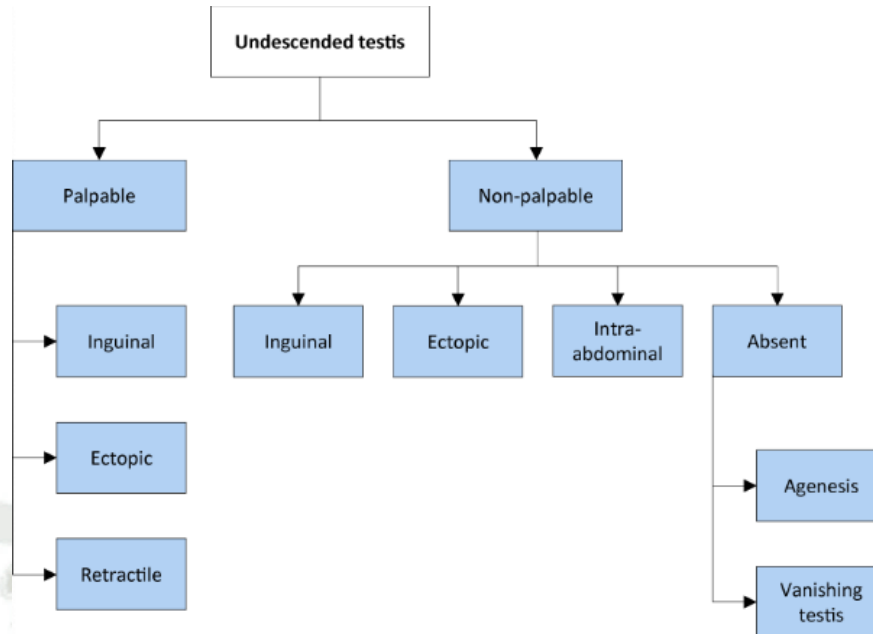 Undescended testis
Palpable
Non-palpable
Inguinal
Inguinal
Ectopic
Intra-
abdominal
Absent
Ectopic
Agenesis
Retractile
Vanishing
testis